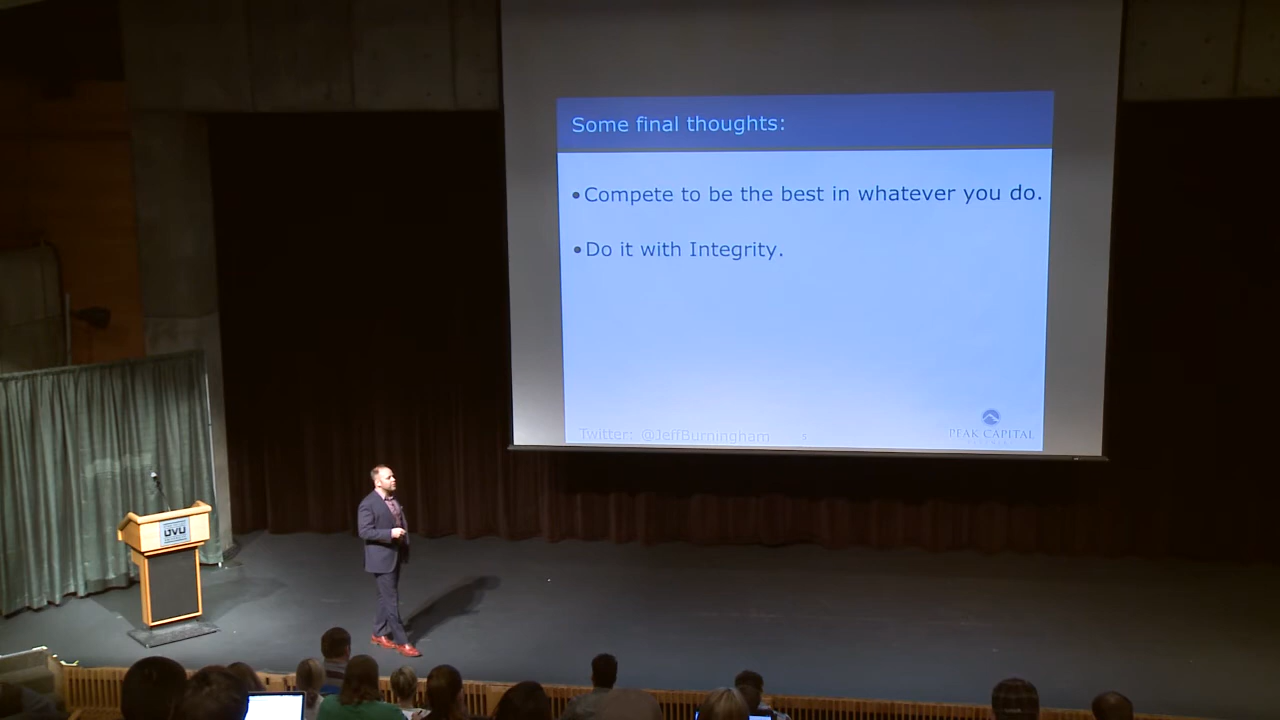 Some final thoughts:
•Compete to be the best in whatever you do.
•Do it with Integrity.
Twitter: @JeffBurningham
5
PEAK CAPITAL
UVU